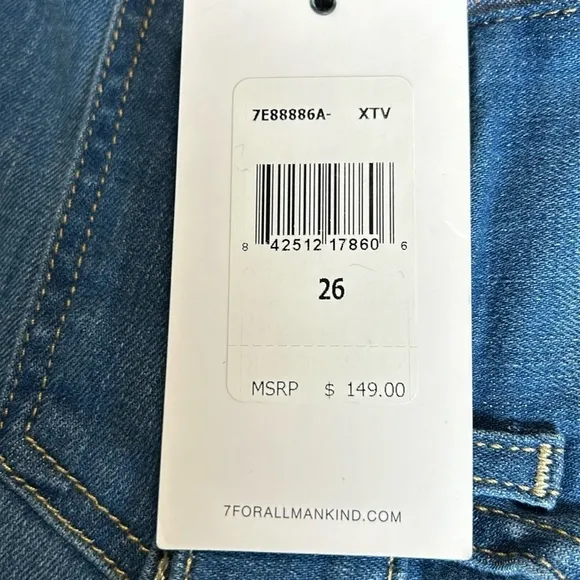 7E88886A- XTV
8 42512 17860 6
26
MSRP $ 149.00
7FORALLMANKIND.COM